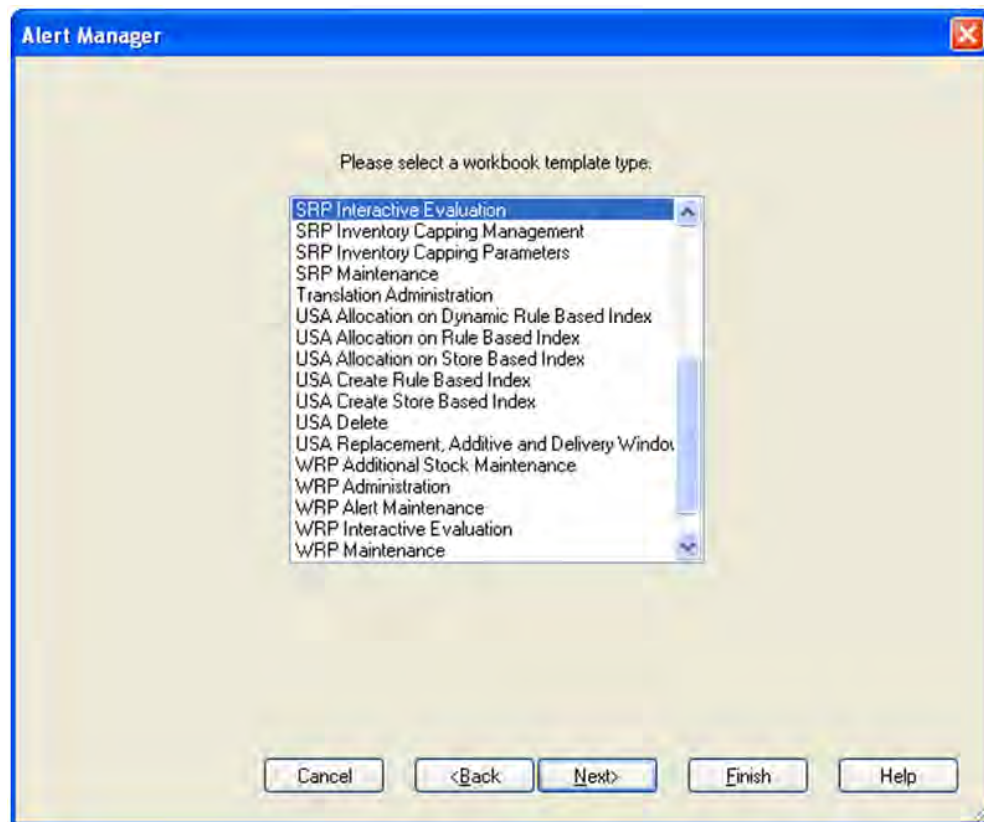 Alert Manager
Please select a workbook template type.
SRP Interactive Evaluation
SRP Inventory Capping Management
SRP Inventory Capping Parameters
SRP Maintenance
Translation Administration
USA Allocation on Dynamic Rule Based Index
USA Allocation on Rule Based Index
USA Allocation on Store Based Index
USA Create Rule Based Index
USA Create Store Based Index
USA Delete
USA Replacement, Additive and Delivery Window
WRP Additional Stock Maintenance
WRP Administration
WRP Alert Maintenance
WRP Interactive Evaluation
WRP Maintenance
Cancel <Back Next> Finish Help